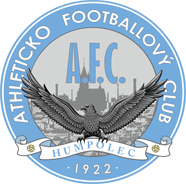 ATHLETICKO FOOTBALLOVÝ CLUB
A.F.C.
HUMPOLEC
·1922·